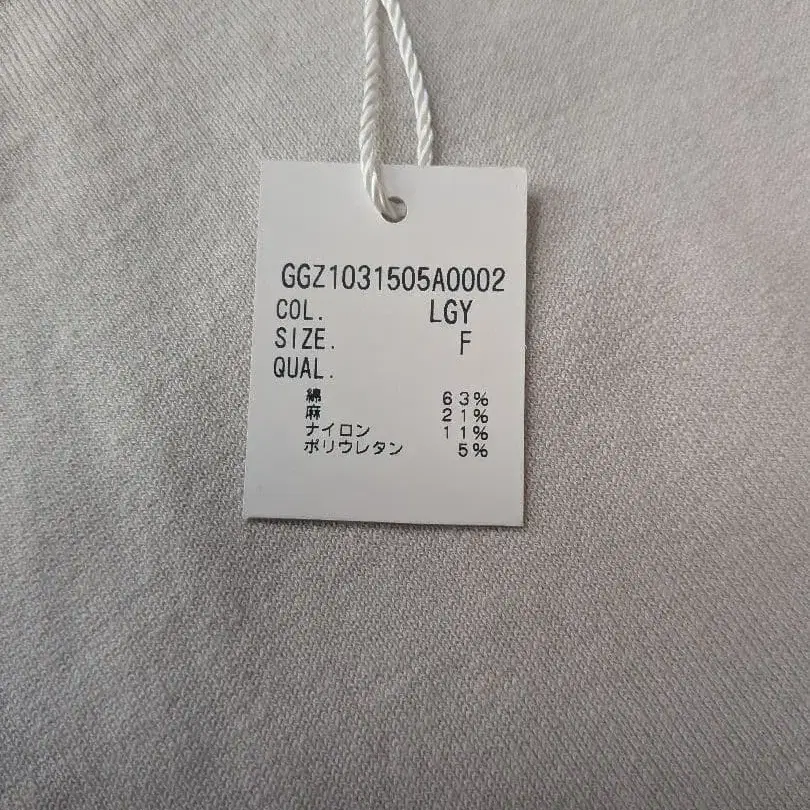 GGZ1031505A0002
COL. LGY
SIZE. F
QUAL.
綿 63%
麻 21%
ナイロン 11%
ポリウレタン 5%